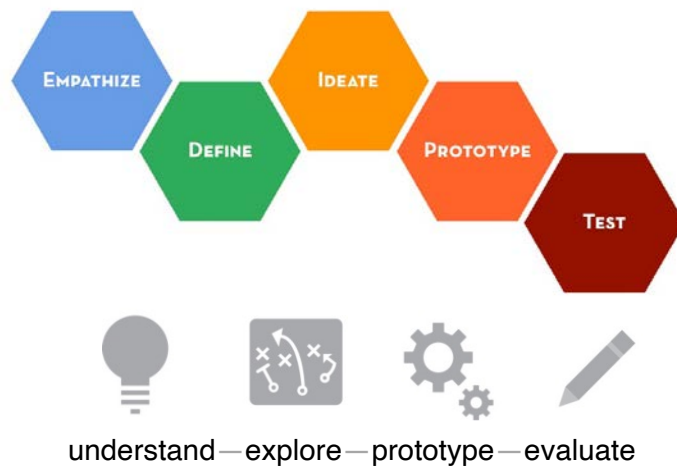 EMPATHIZE
DEFINE
IDEATE
PROTOTYPE
TEST
understand—explore—prototype—evaluate